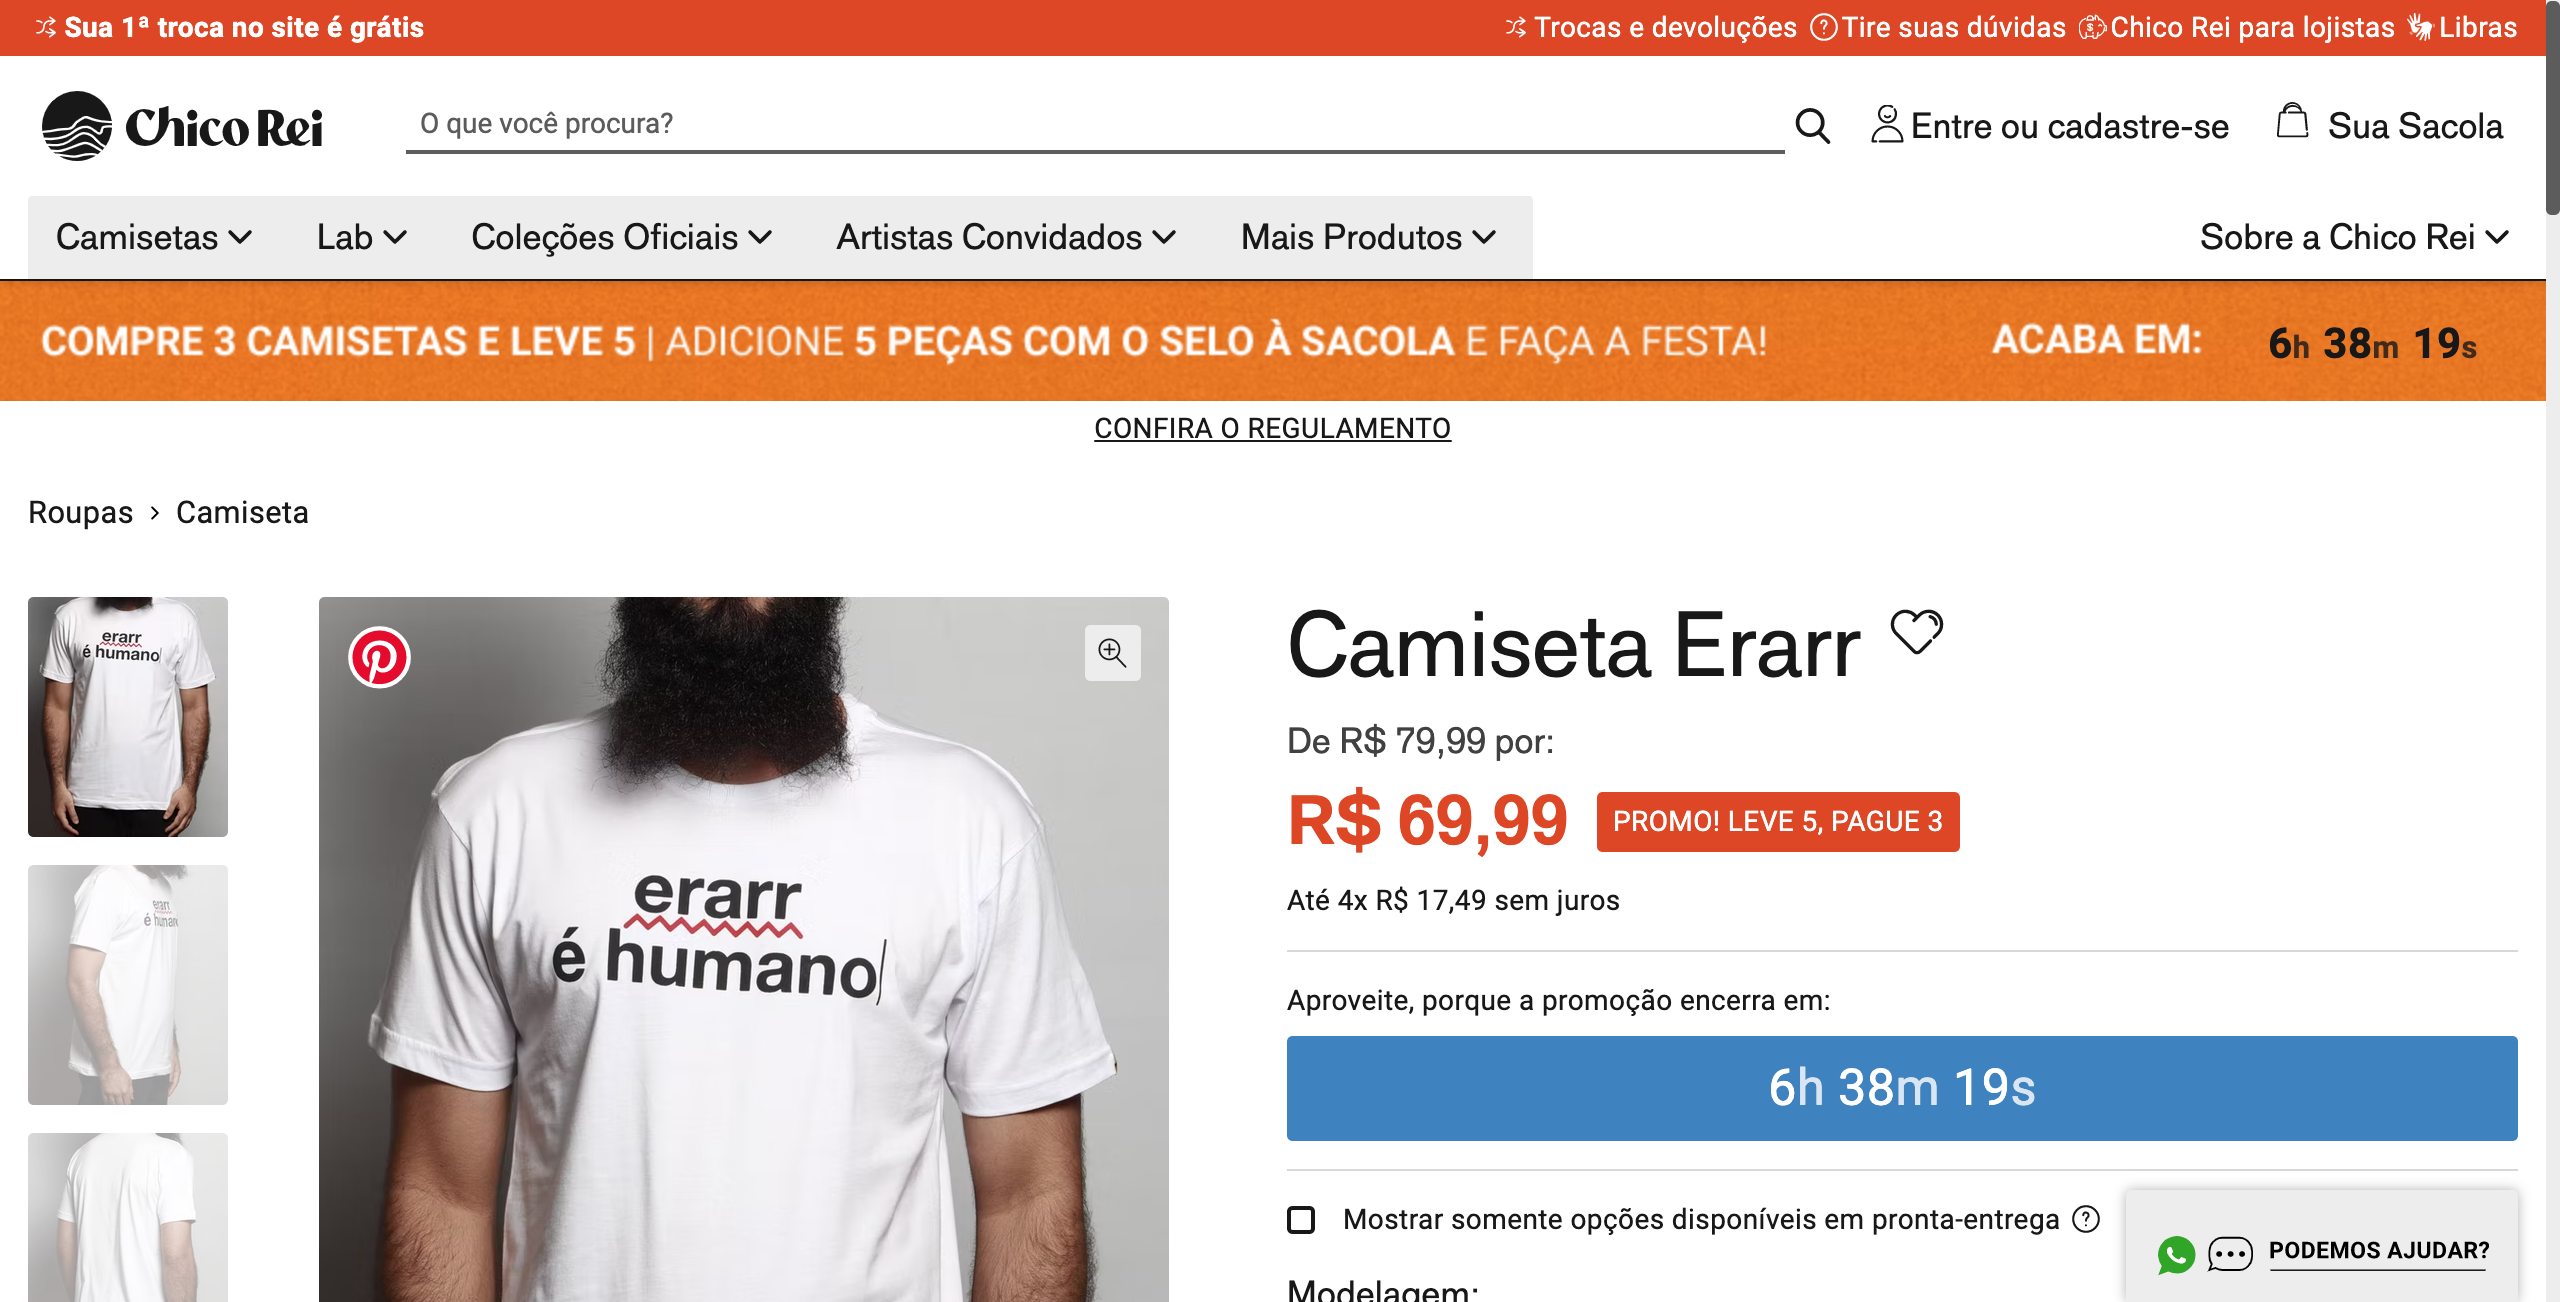 Sua 1ª troca no site é grátis
Trocas e devoluções
Tire suas dúvidas
Chico Rei para lojistas
Libras
Chico Rei
O que você procura?
Entre ou cadastre-se
Sua Sacola
Camisetas
Lab
Coleções Oficiais
Artistas Convidados
Mais Produtos
Sobre a Chico Rei
COMPRE 3 CAMISETAS E LEVE 5 | ADICIONE 5 PEÇAS COM O SELO À SACOLA E FAÇA A FESTA!
ACABA EM:
6h 38m 19s
CONFIRA O REGULAMENTO
Roupas > Camiseta
erarr
é humano
erarr
é human
erarr
é humano
Camiseta Erarr
De R$ 79,99 por:
R$ 69,99
PROMO! LEVE 5, PAGUE 3
Até 4x R$ 17,49 sem juros
Aproveite, porque a promoção encerra em:
6h 38m 19s
Mostrar somente opções disponíveis em pronta-entrega
Modelagem:
PODEMOS AJUDAR?